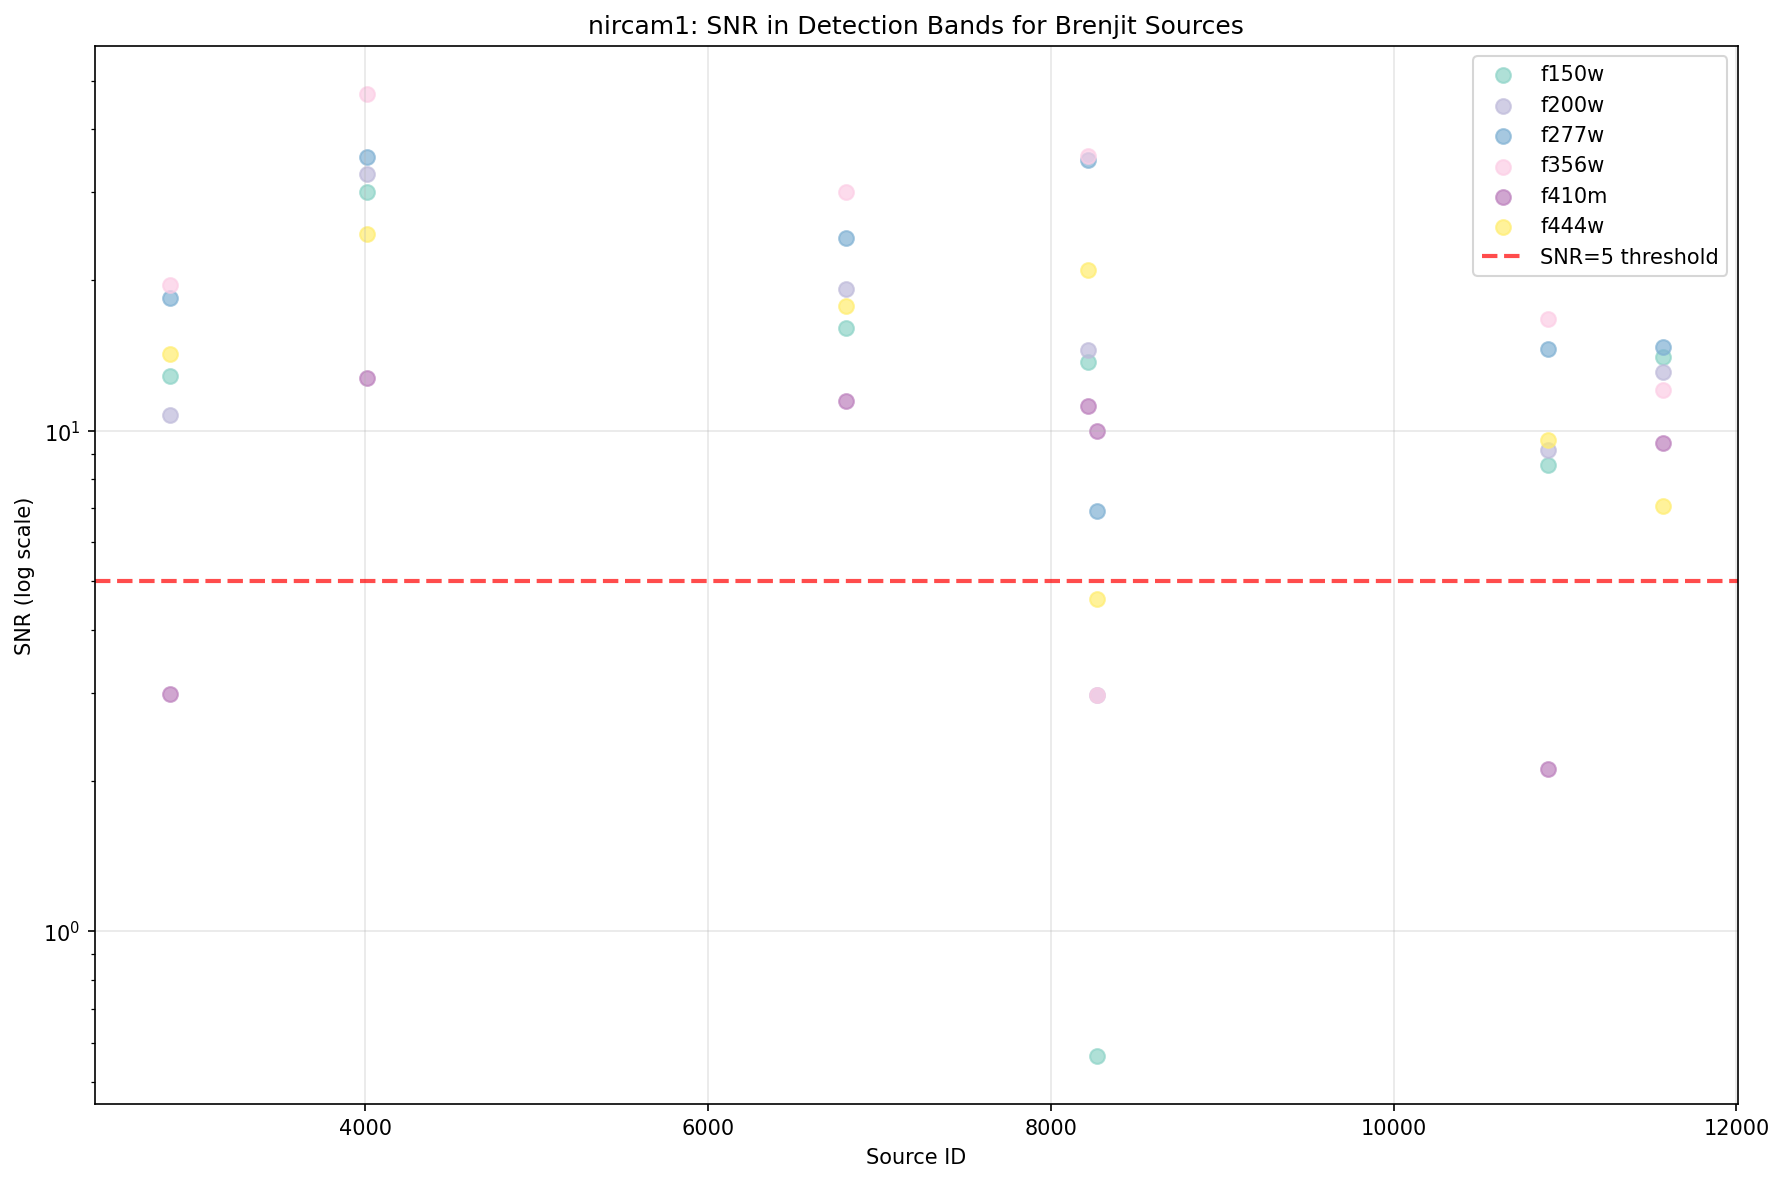 nircam1: SNR in Detection Bands for Brenjit Sources
f150w
f200w
f277w
f356w
f410m
f444w
SNR=5 threshold
10¹
10⁰
SNR (log scale)
4000 6000 8000 10000 12000
Source ID